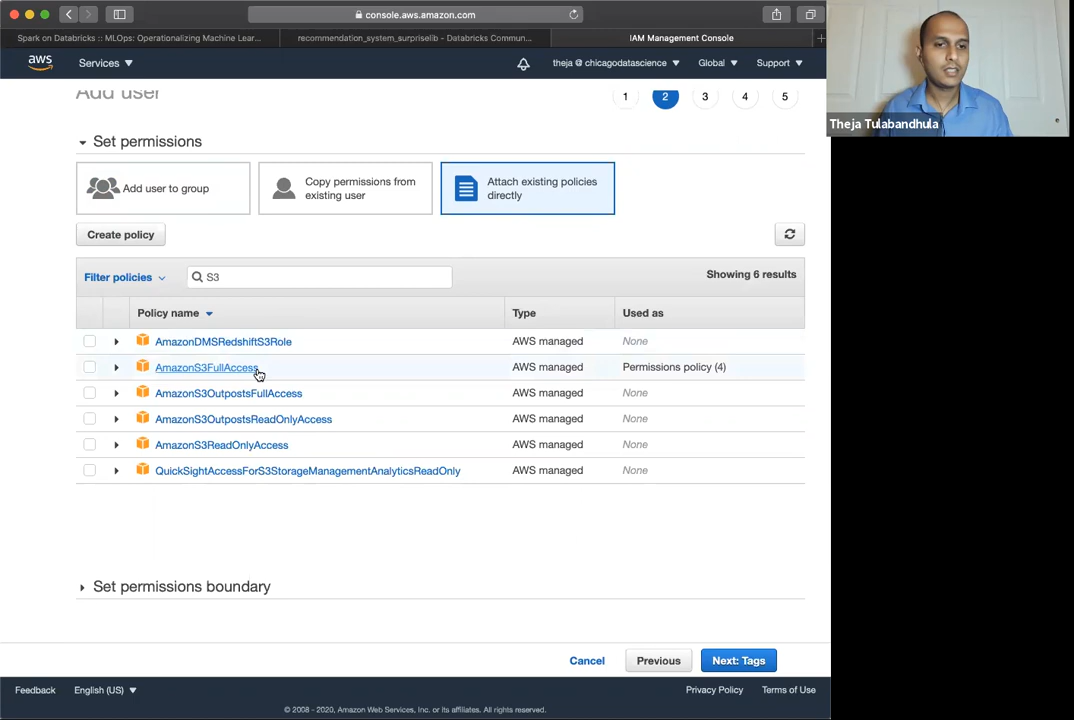 console.aws.amazon.com
Spark on Databricks :: MLOps: Operationalizing Machine Lear...
recommendation_system_surpriselib - Databricks Commun...
IAM Management Console
aws
Services
theja @ chicagodatascience
Global
Support
Theja Tulabandhula
Add user
1
2
3
4
5
Set permissions
Add user to group
Copy permissions from
existing user
Attach existing policies
directly
Create policy
Filter policies
S3
Showing 6 results
Policy name
Type
Used as
AmazonDMSRedshiftS3Role
AWS managed
None
AmazonS3FullAccess
AWS managed
Permissions policy (4)
AmazonS3OutpostsFullAccess
AWS managed
None
AmazonS3OutpostsReadOnlyAccess
AWS managed
None
AmazonS3ReadOnlyAccess
AWS managed
None
QuickSightAccessForS3StorageManagementAnalyticsReadOnly
AWS managed
None
Set permissions boundary
Cancel
Previous
Next: Tags
Feedback
English (US)
Privacy Policy
Terms of Use
© 2008 - 2020, Amazon Web Services, Inc. or its affiliates. All rights reserved.